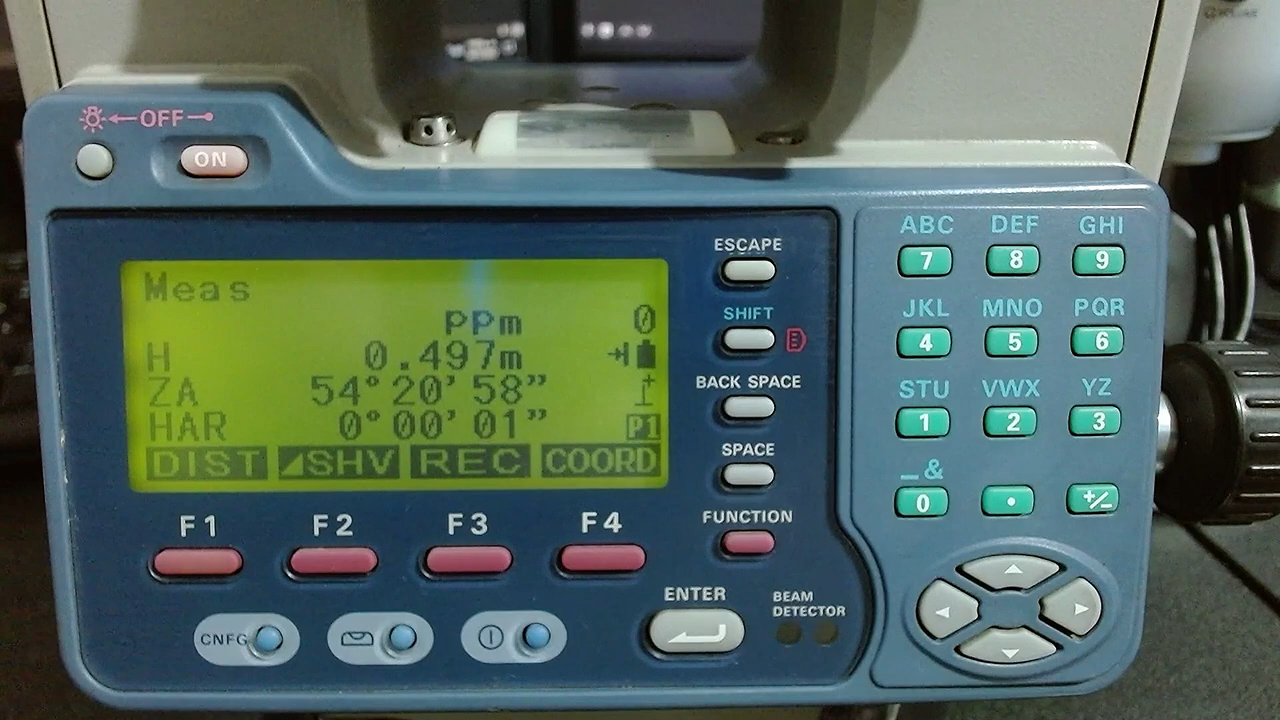 OFF
ON
Meas
ppm 0
H 0.497m
ZA 54°20'58"
HAR 0°00'01" P1
DIST SHV REC COORD
F1 F2 F3 F4
CNFG
ESCAPE
SHIFT
BACK SPACE
SPACE
FUNCTION
ENTER
BEAM
DETECTOR
ABC DEF GHI
7 8 9
JKL MNO PQR
4 5 6
STU VWX YZ
1 2 3
_&
0 . +/-